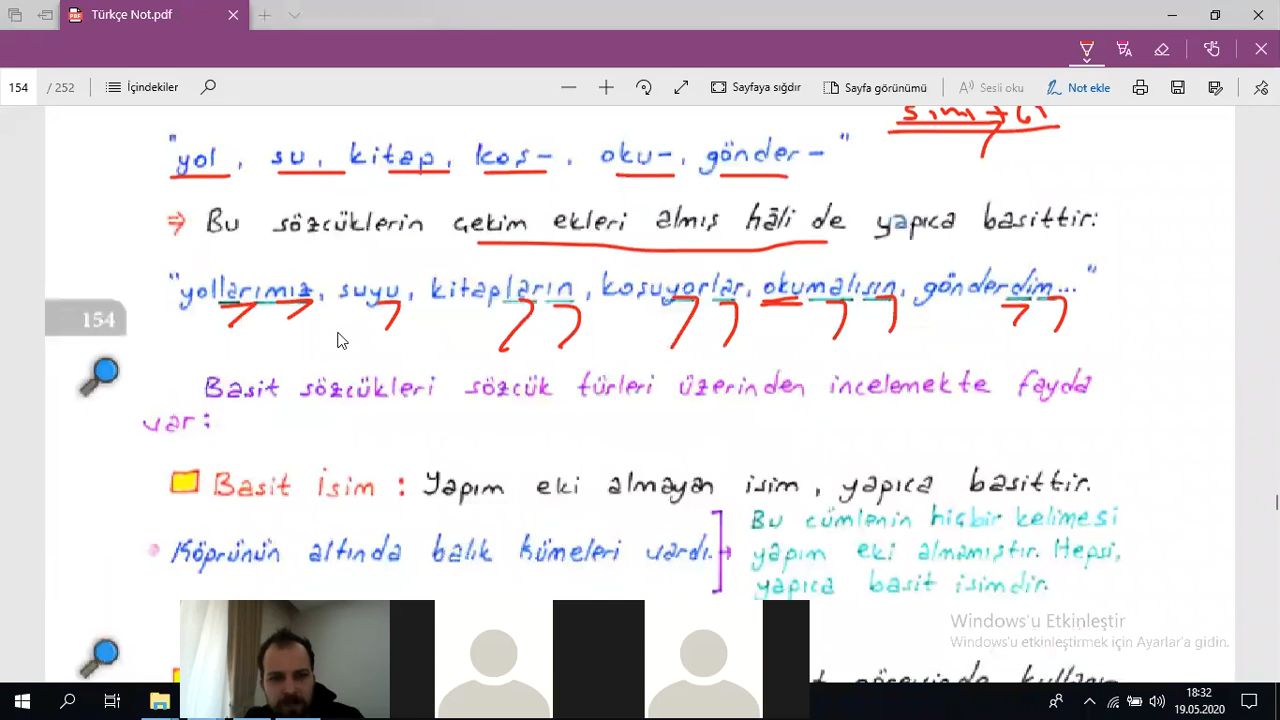 Türkçe Not.pdf
154 / 252 İçindekiler Sayfaya sığdır Sayfa görünümü Sesli oku Not ekle
"yol, su, kitap, koş-, oku-, gönder-"
⇒ Bu sözcüklerin çekim ekleri almış hâli de yapıca basittir:
"yollarımız, suyu, kitapların, koşuyorlar, okumalısın, gönderdim..."
154
Basit sözcükleri sözcük türleri üzerinden incelemekte fayda
var:
Basit İsim : Yapım eki almayan isim, yapıca basittir.
• Köprünün altında balık kümeleri vardı.
Bu cümlenin hiçbir kelimesi
yapım eki almamıştır. Hepsi,
yapıca basit isimdir.
Windows'u Etkinleştir
Windows'u etkinleştirmek için Ayarlar'a gidin.
18:32
19.05.2020